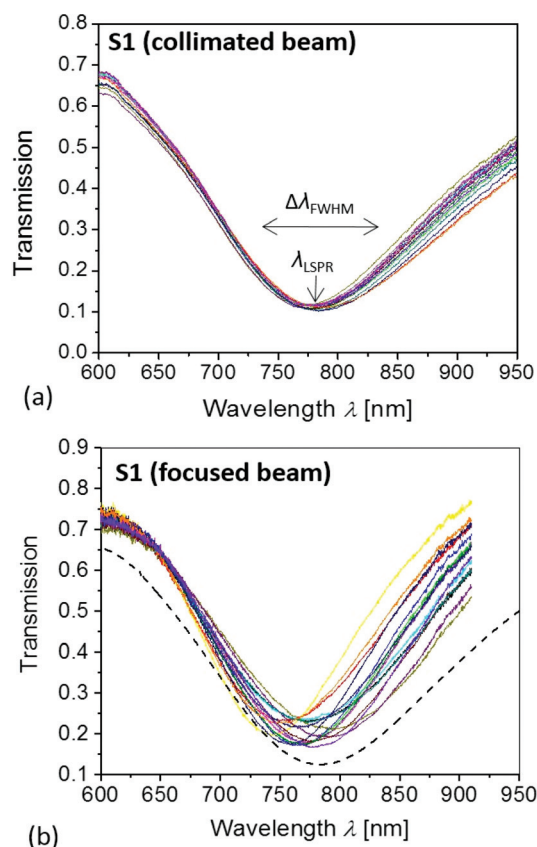 S1 (collimated beam)
0.8
0.7
0.6
0.5
0.4
0.3
0.2
0.1
0.0
Transmission
ΔλFWHM
λLSPR
600 650 700 750 800 850 900 950
Wavelength λ [nm]
(a)
S1 (focused beam)
0.9
0.8
0.7
0.6
0.5
0.4
0.3
0.2
0.1
Transmission
600 650 700 750 800 850 900 950
Wavelength λ [nm]
(b)